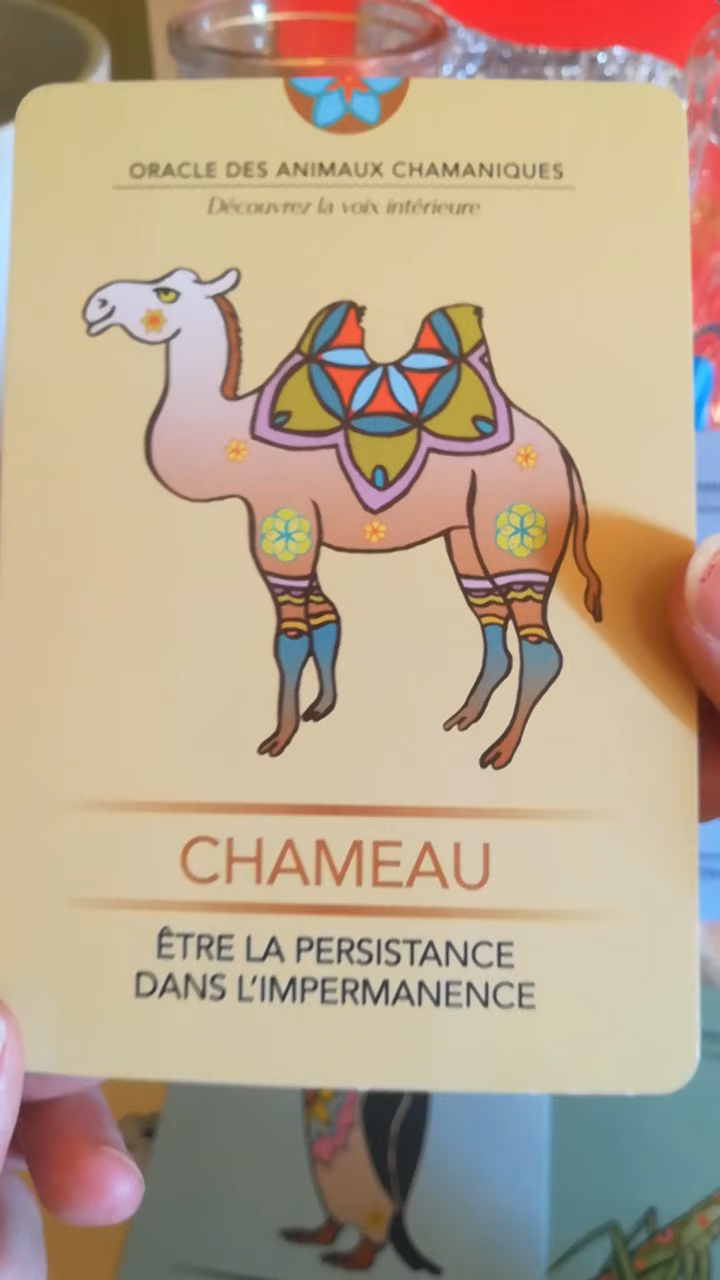 ORACLE DES ANIMAUX CHAMANIQUES
Découvrez la voix intérieure
CHAMEAU
ÊTRE LA PERSISTANCE
DANS L'IMPERMANENCE